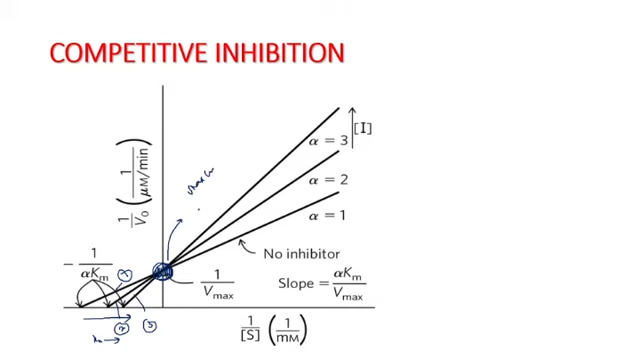 COMPETITIVE INHIBITION
1/V₀ (1/μM/min)
[I]
α = 3
α = 2
α = 1
No inhibitor
− 1/αKₘ
1/Vmax
Slope = αKₘ/Vmax
1/[S] (1/mM)